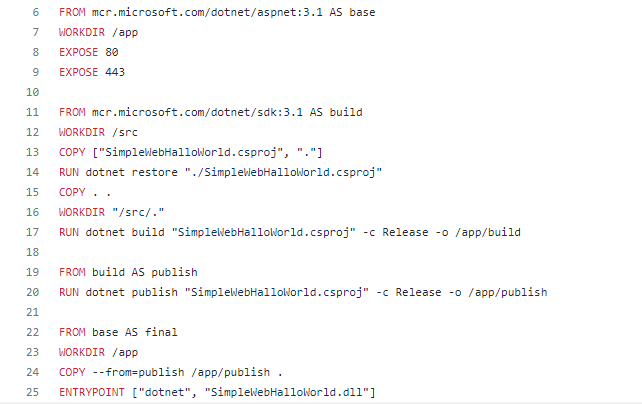 6 FROM mcr.microsoft.com/dotnet/aspnet:3.1 AS base
7 WORKDIR /app
8 EXPOSE 80
9 EXPOSE 443
10
11 FROM mcr.microsoft.com/dotnet/sdk:3.1 AS build
12 WORKDIR /src
13 COPY ["SimpleWebHalloWorld.csproj", "."]
14 RUN dotnet restore "./SimpleWebHalloWorld.csproj"
15 COPY . .
16 WORKDIR "/src/."
17 RUN dotnet build "SimpleWebHalloWorld.csproj" -c Release -o /app/build
18
19 FROM build AS publish
20 RUN dotnet publish "SimpleWebHalloWorld.csproj" -c Release -o /app/publish
21
22 FROM base AS final
23 WORKDIR /app
24 COPY --from=publish /app/publish .
25 ENTRYPOINT ["dotnet", "SimpleWebHalloWorld.dll"]